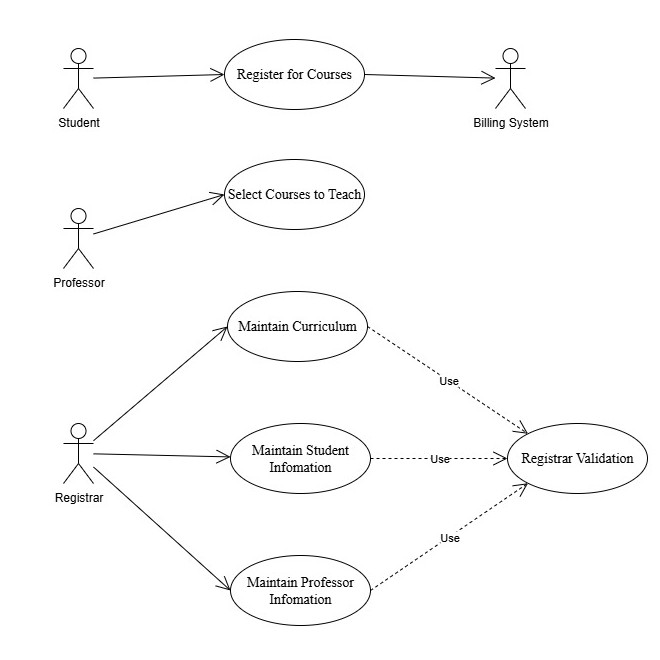 Register for Courses
Student
Billing System
Select Courses to Teach
Professor
Maintain Curriculum
Use
Maintain Student
Infomation
Use
Registrar Validation
Registrar
Use
Maintain Professor
Infomation